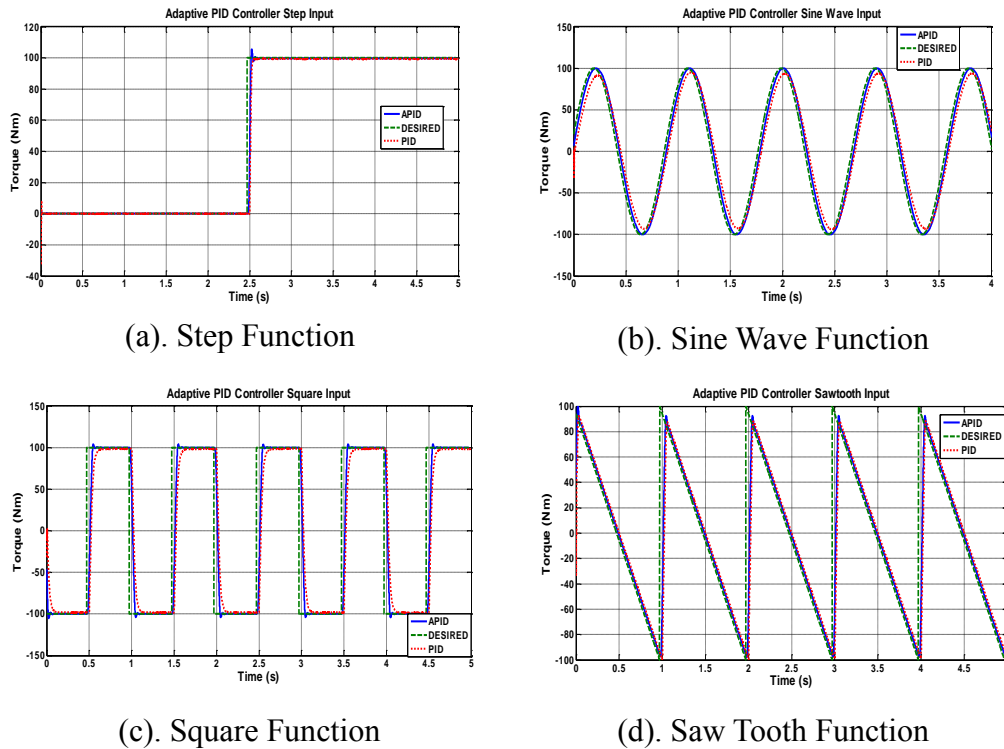 Adaptive PID Controller Step Input
120
100
80
60
40
20
0
-20
-40
Torque (Nm)
APID
DESIRED
PID
0 0.5 1 1.5 2 2.5 3 3.5 4 4.5 5
Time (s)
(a). Step Function
Adaptive PID Controller Sine Wave Input
150
100
50
0
-50
-100
-150
Torque (Nm)
APID
DESIRED
PID
0 0.5 1 1.5 2 2.5 3 3.5 4
Time (s)
(b). Sine Wave Function
Adaptive PID Controller Square Input
150
100
50
0
-50
-100
-150
Torque (Nm)
APID
DESIRED
PID
0 0.5 1 1.5 2 2.5 3 3.5 4 4.5 5
Time (s)
(c). Square Function
Adaptive PID Controller Sawtooth Input
100
80
60
40
20
0
-20
-40
-60
-80
-100
Torque (Nm)
APID
DESIRED
PID
0.5 1 1.5 2 2.5 3 3.5 4 4.5
Time (s)
(d). Saw Tooth Function